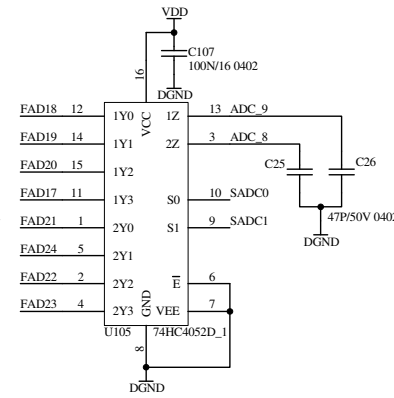 VDD
C107
100N/16 0402
16
DGND
VCC
FAD18 12 1Y0 1Z 13 ADC_9
FAD19 14 1Y1 2Z 3 ADC_8
FAD20 15 1Y2
C25 C26
FAD17 11 1Y3 S0 10 SADC0
47P/50V 0402
FAD21 1 2Y0 S1 9 SADC1
DGND
FAD24 5 2Y1
FAD22 2 2Y2 E 6
FAD23 4 2Y3 GND VEE 7
U105 74HC4052D_1
8
DGND